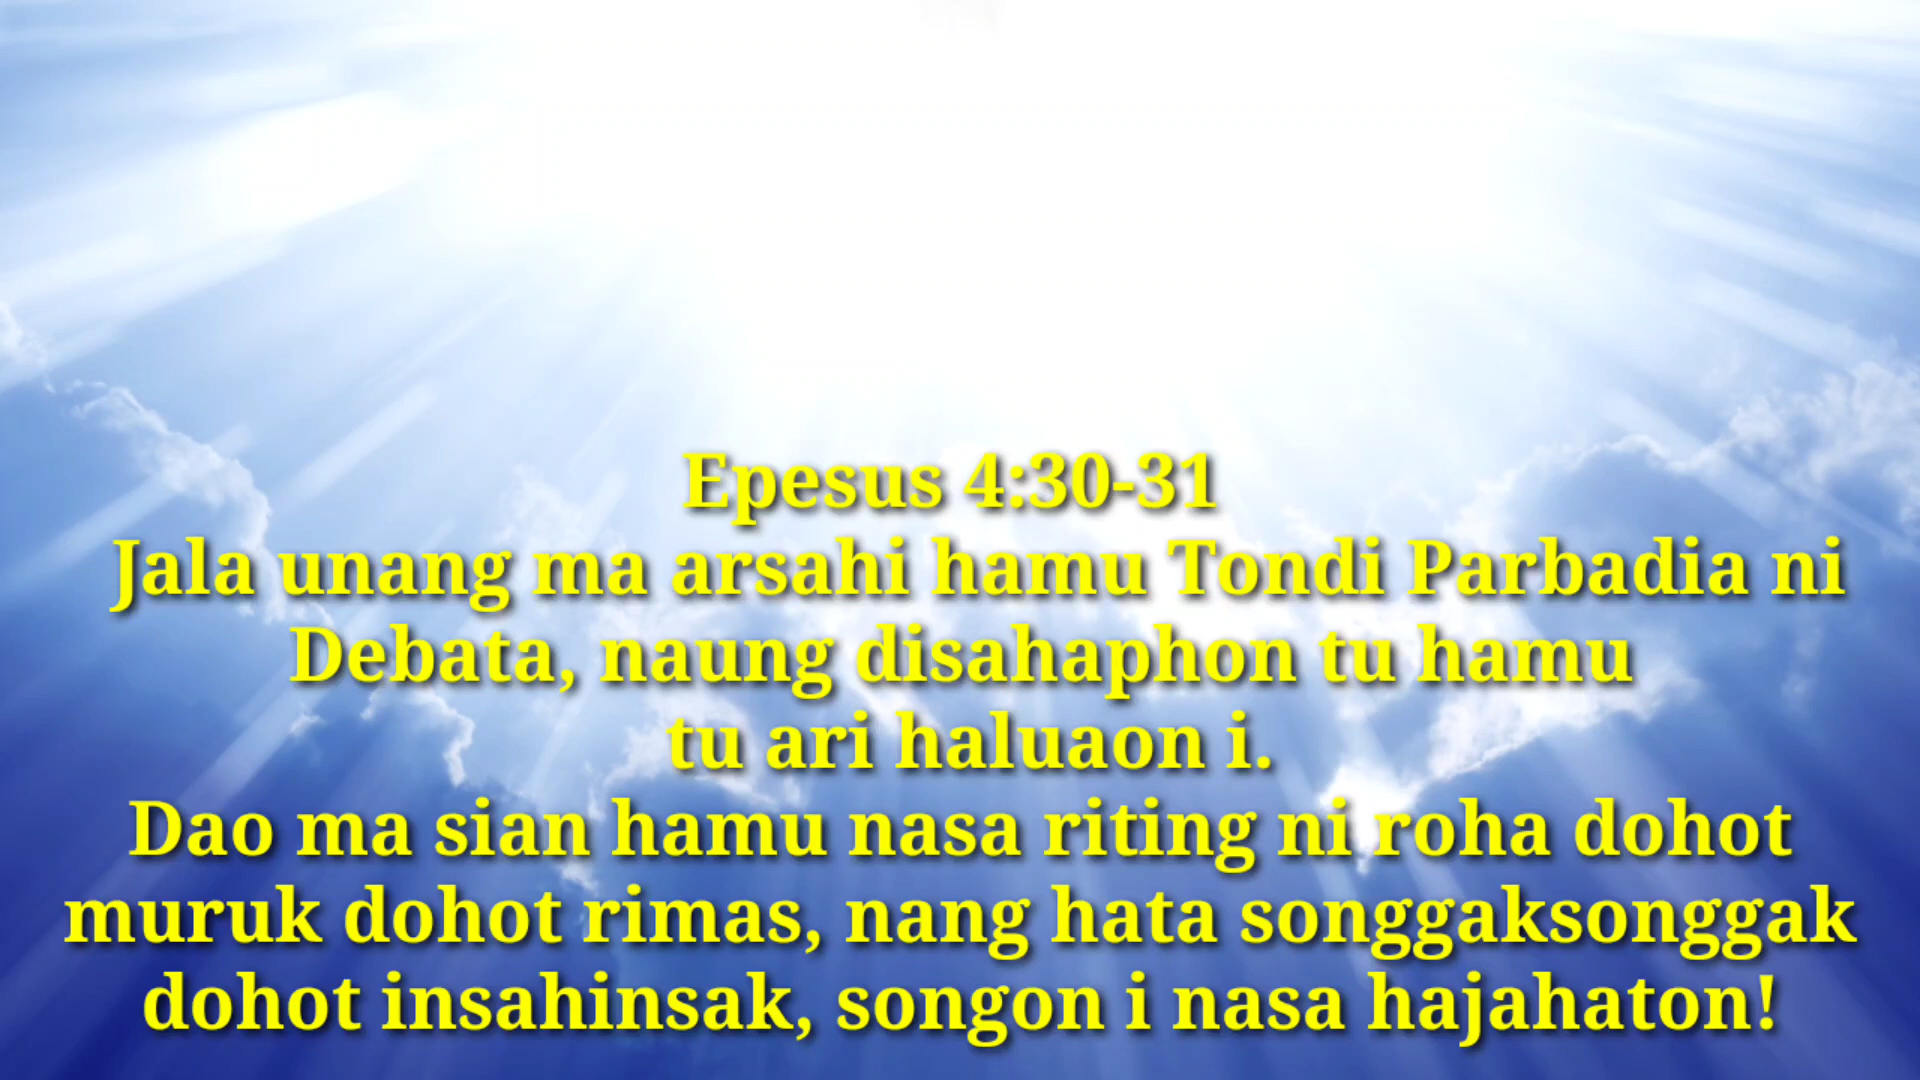 Epesus 4:30-31
Jala unang ma arsahi hamu Tondi Parbadia ni
Debata, naung disahaphon tu hamu
tu ari haluaon i.
Dao ma sian hamu nasa riting ni roha dohot
muruk dohot rimas, nang hata songgaksonggak
dohot insahinsak, songon i nasa hajahaton!